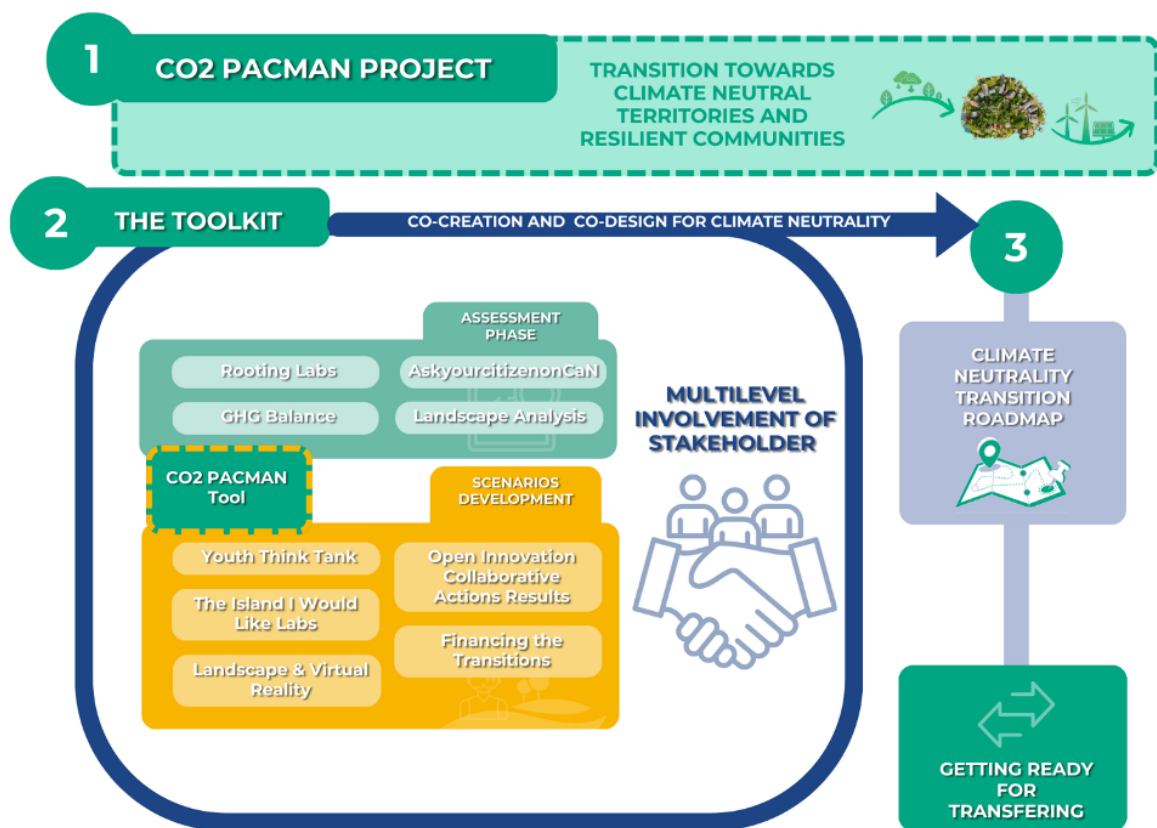 1
CO2 PACMAN PROJECT
TRANSITION TOWARDS
CLIMATE NEUTRAL
TERRITORIES AND
RESILIENT COMMUNITIES
2
THE TOOLKIT
CO-CREATION AND CO-DESIGN FOR CLIMATE NEUTRALITY
3
ASSESSMENT
PHASE
Rooting Labs
AskyourcitizenonCaN
GHG Balance
Landscape Analysis
CO2 PACMAN
Tool
SCENARIOS
DEVELOPMENT
Youth Think Tank
The Island I Would
Like Labs
Landscape & Virtual
Reality
Open Innovation
Collaborative
Actions Results
Financing the
Transitions
MULTILEVEL
INVOLVEMENT OF
STAKEHOLDER
CLIMATE
NEUTRALITY
TRANSITION
ROADMAP
GETTING READY
FOR
TRANSFERING